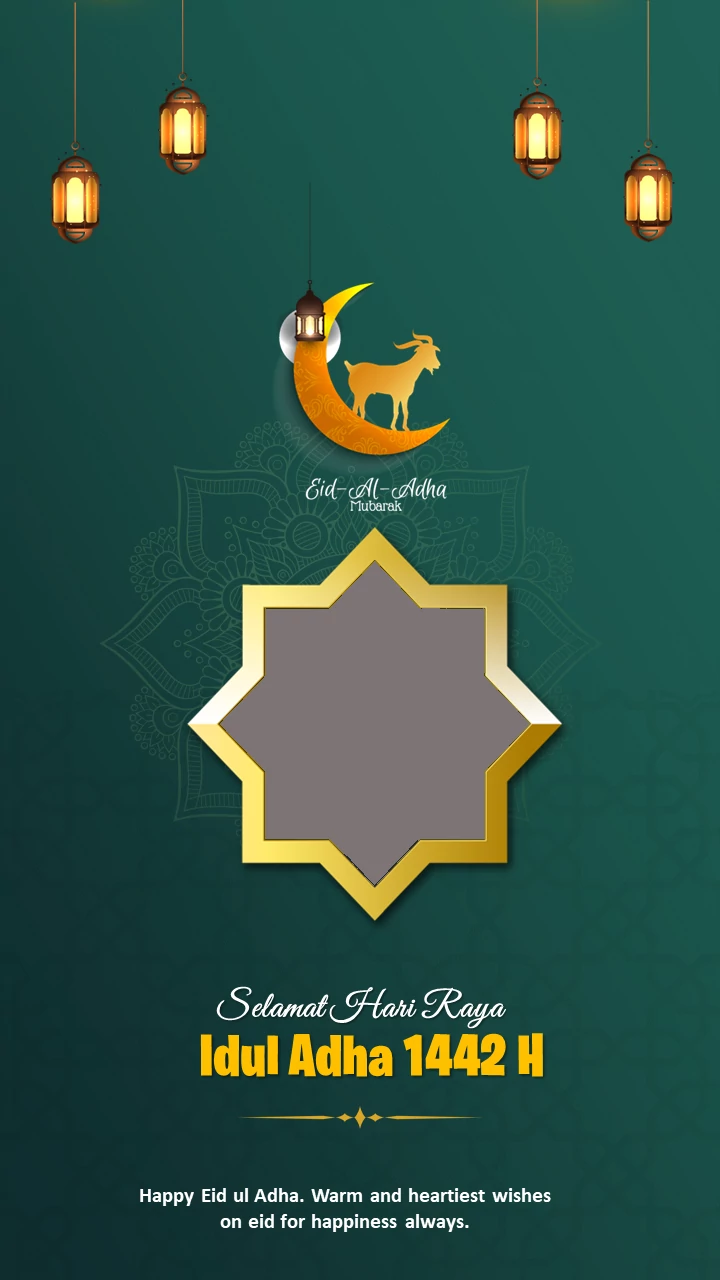 Eid-Al-Adha
Mubarak
Selamat Hari Raya
Idul Adha 1442 H
Happy Eid ul Adha. Warm and heartiest wishes
on eid for happiness always.